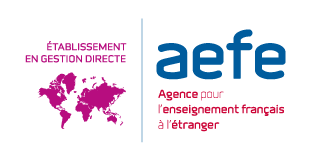 ÉTABLISSEMENT
EN GESTION DIRECTE
aefe
Agence pour
l'enseignement français
à l'étranger